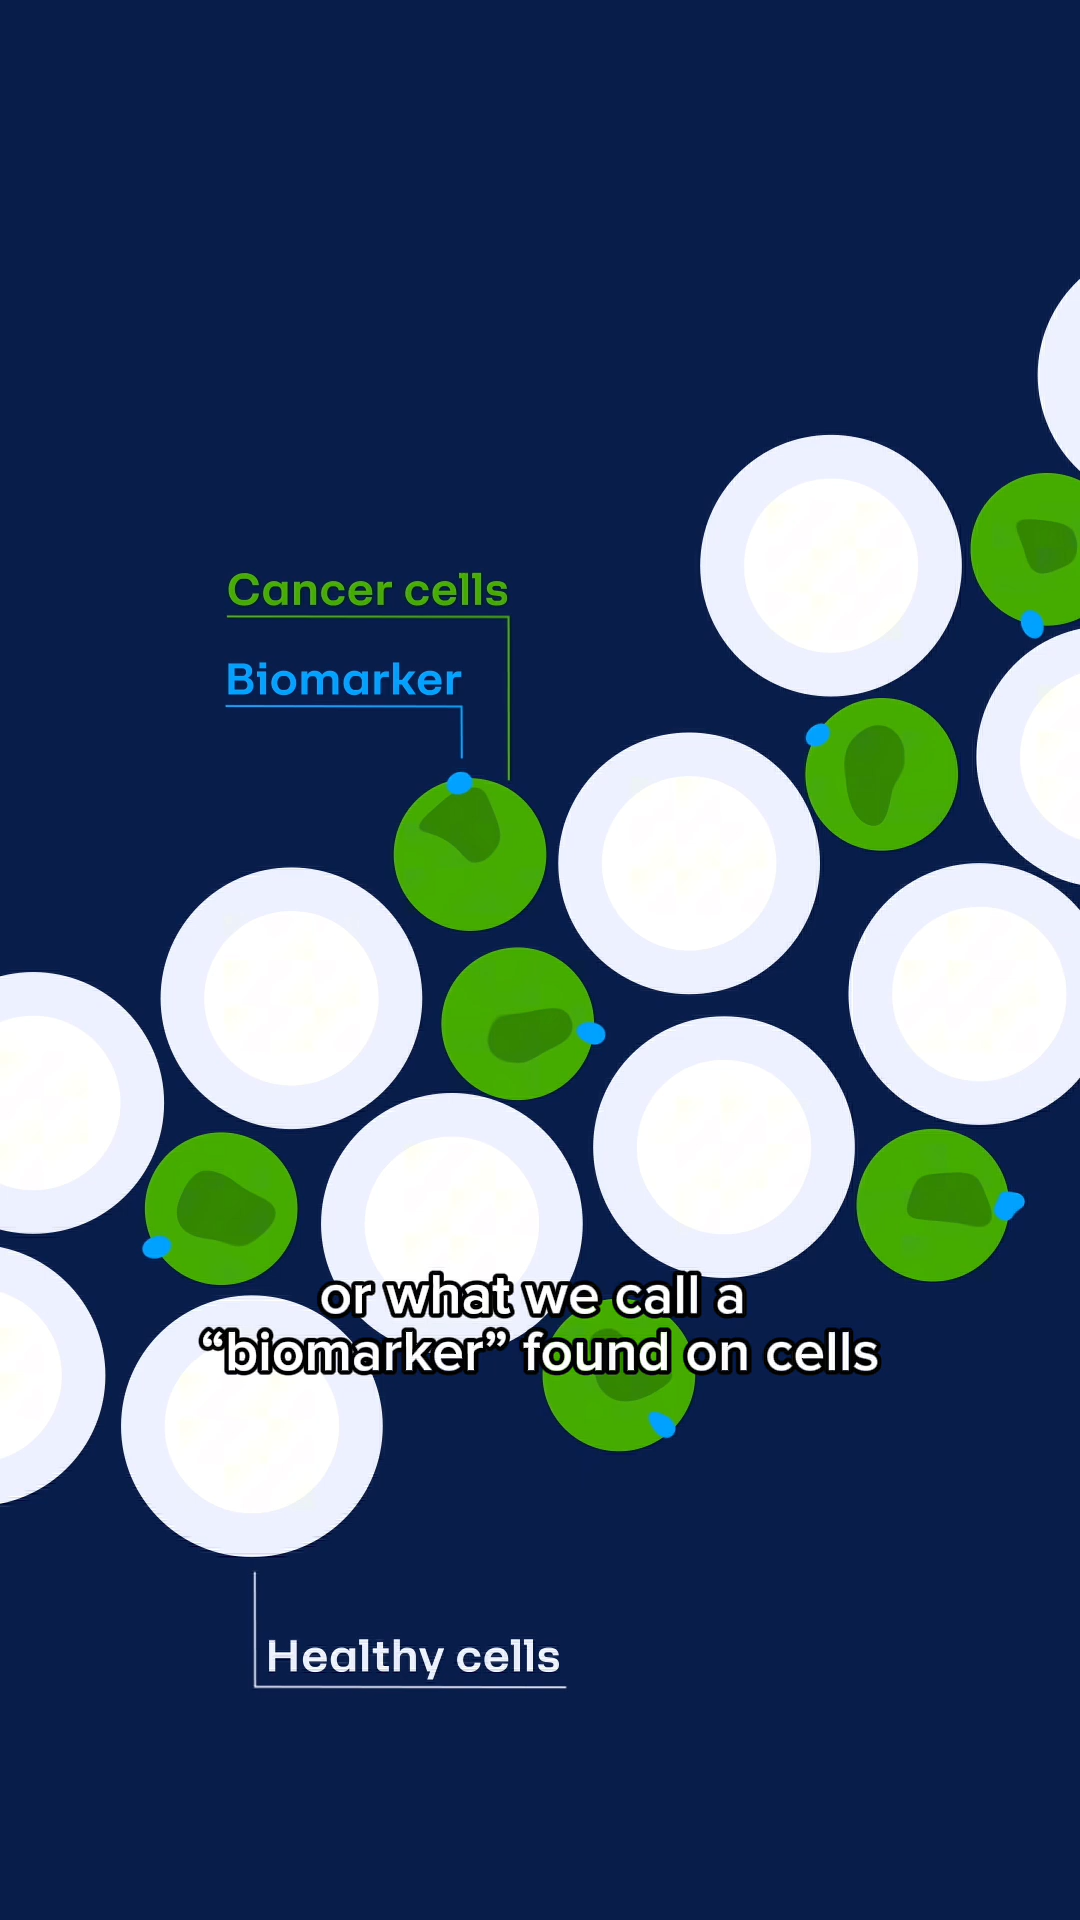 Cancer cells
Biomarker
or what we call a
“biomarker” found on cells
Healthy cells